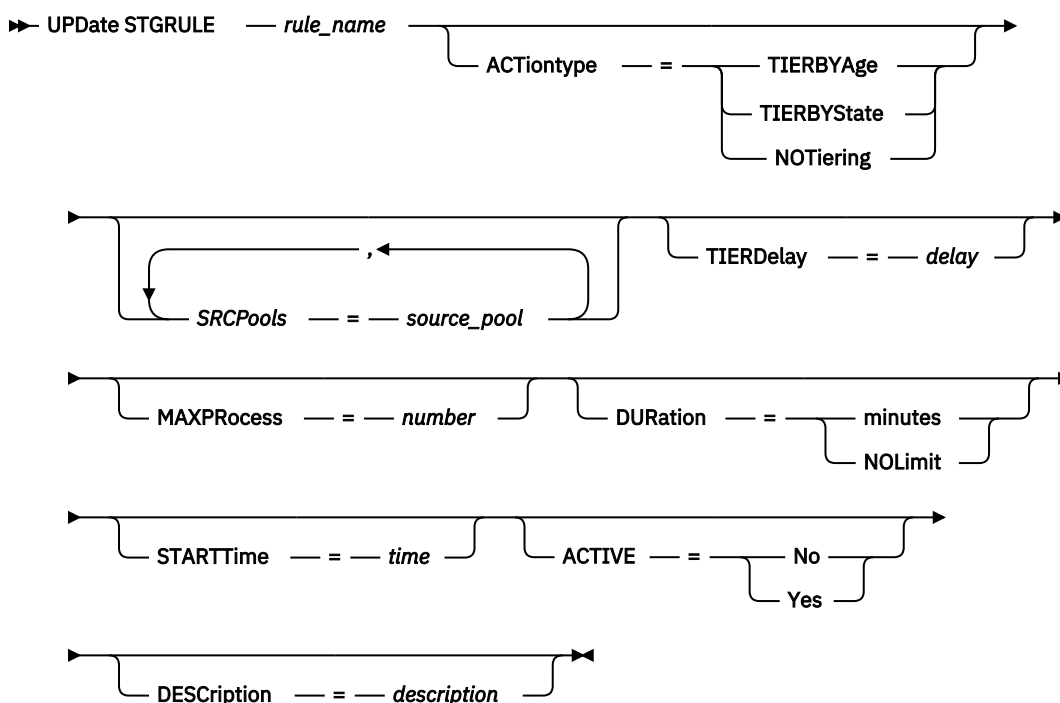 UPDate STGRULE rule_name
ACTiontype = TIERBYAge
TIERBYState
NOTiering
,
SRCPools = source_pool
TIERDelay = delay
MAXPRocess = number
DURation = minutes
NOLimit
STARTTime = time
ACTIVE = No
Yes
DESCription = description